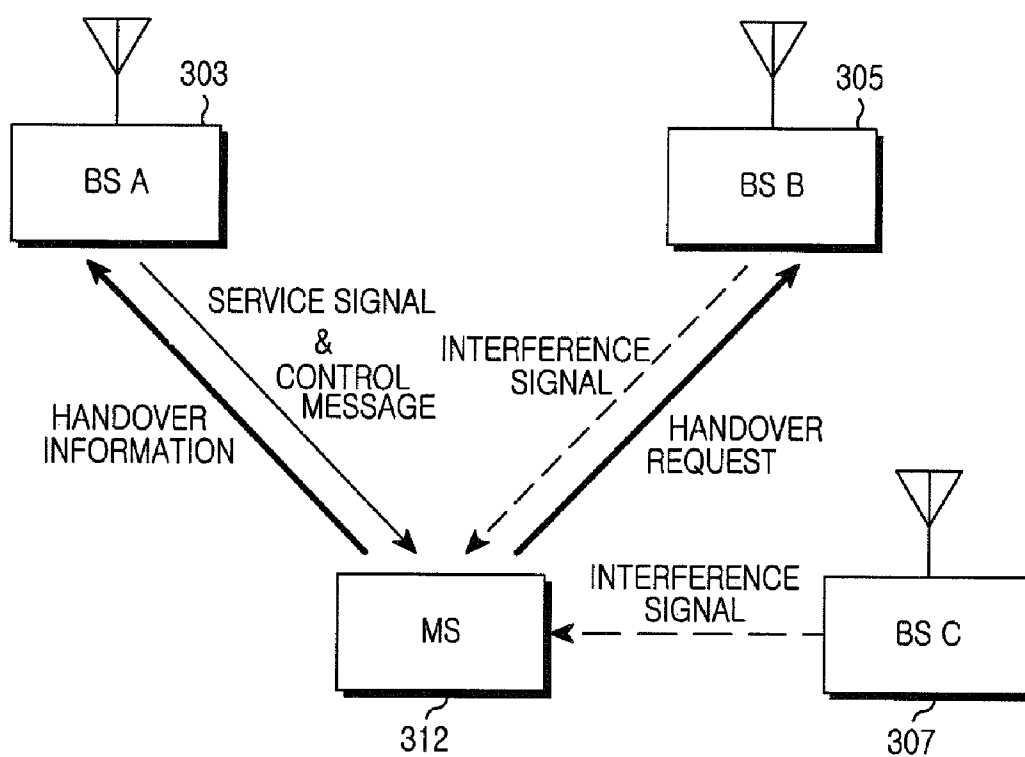 303
BS A
305
BS B
SERVICE SIGNAL
&
CONTROL
MESSAGE
HANDOVER
INFORMATION
INTERFERENCE
SIGNAL
HANDOVER
REQUEST
INTERFERENCE
SIGNAL
MS
312
BS C
307